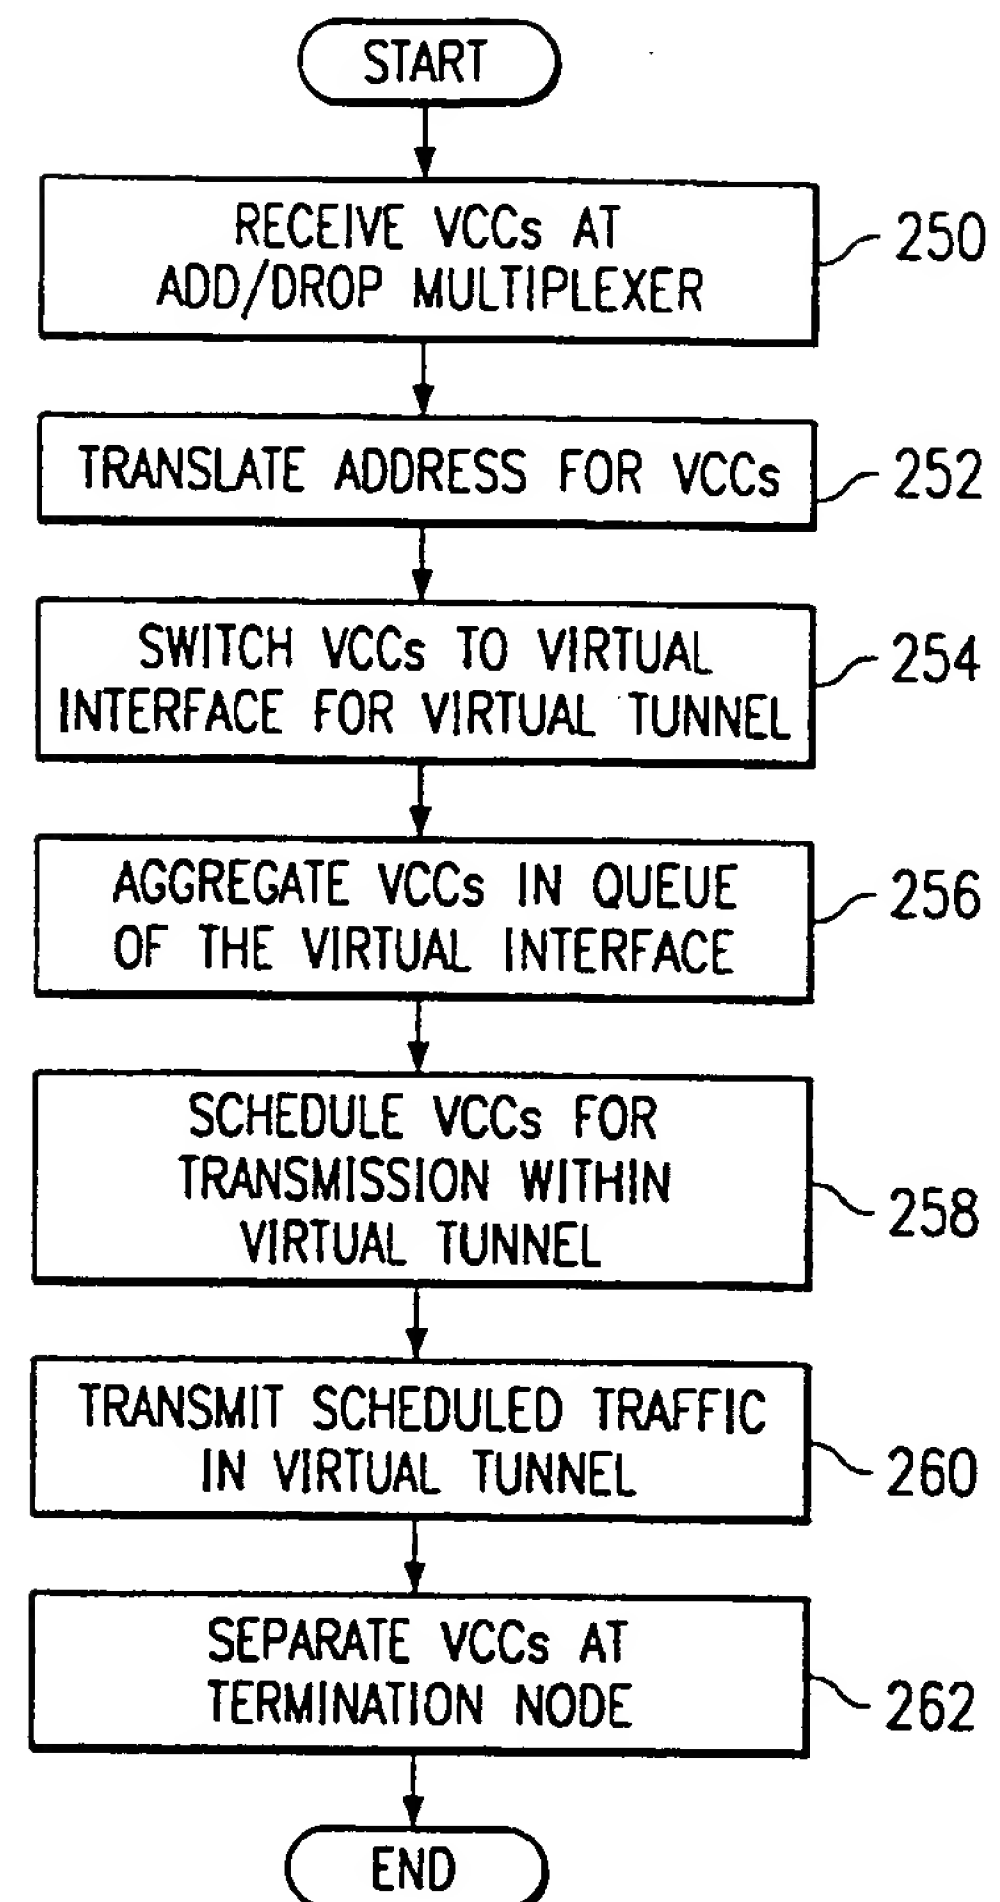 START
RECEIVE VCCs AT
ADD/DROP MULTIPLEXER
250
TRANSLATE ADDRESS FOR VCCs
252
SWITCH VCCs TO VIRTUAL
INTERFACE FOR VIRTUAL TUNNEL
254
AGGREGATE VCCs IN QUEUE
OF THE VIRTUAL INTERFACE
256
SCHEDULE VCCs FOR
TRANSMISSION WITHIN
VIRTUAL TUNNEL
258
TRANSMIT SCHEDULED TRAFFIC
IN VIRTUAL TUNNEL
260
SEPARATE VCCs AT
TERMINATION NODE
262
END